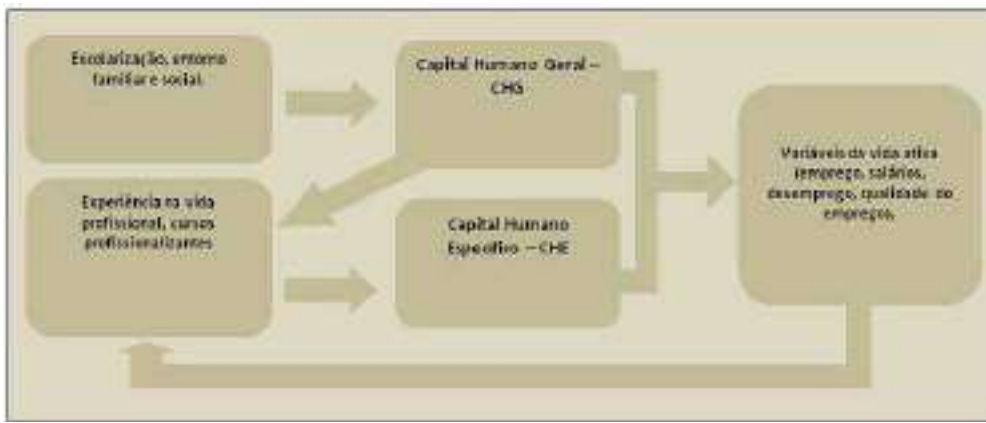 Escolarização, entorno
familiar e social.
Capital Humano Geral –
CHG
Experiência na vida
profissional, cursos
profissionalizantes
Capital Humano
Específico – CHE
Variáveis da vida ativa
(emprego, salários,
desemprego, qualidade do
empregos.